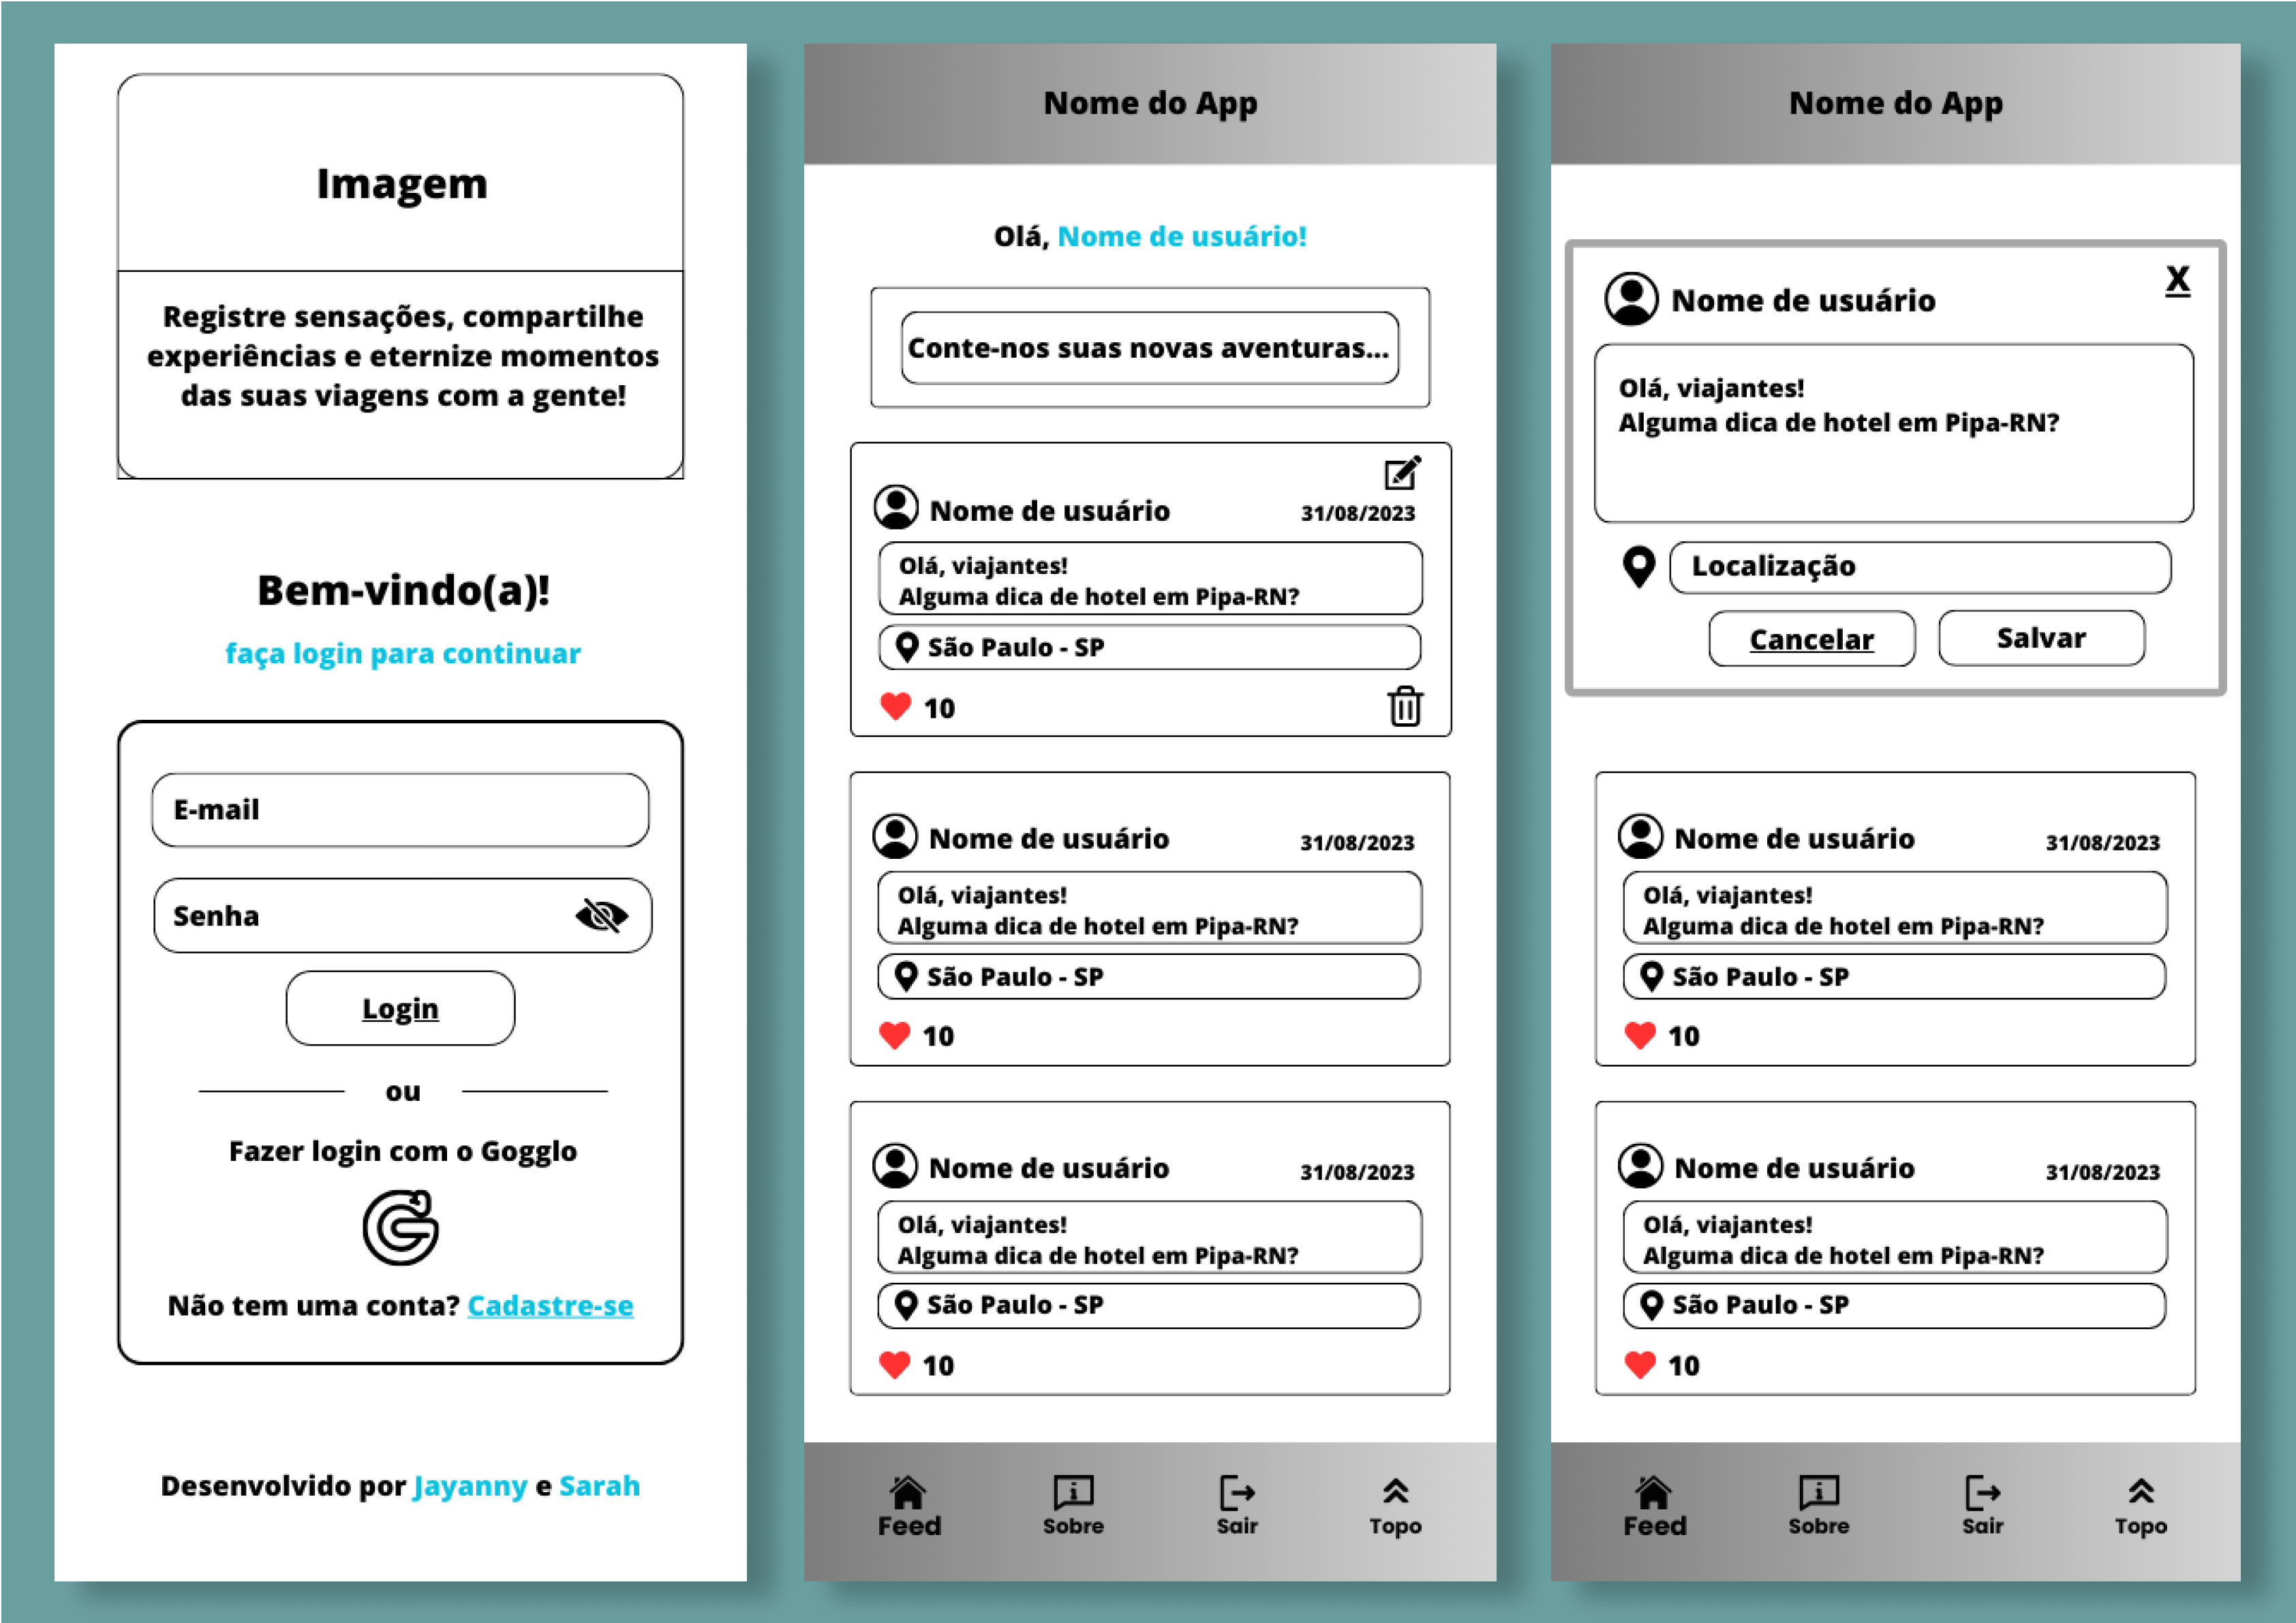 Imagem
Registre sensações, compartilhe
experiências e eternize momentos
das suas viagens com a gente!
Bem-vindo(a)!
faça login para continuar
E-mail
Senha
Login
ou
Fazer login com o Gogglo
Não tem uma conta? Cadastre-se
Desenvolvido por Jayanny e Sarah
Nome do App
Olá, Nome de usuário!
Conte-nos suas novas aventuras...
Nome de usuário 31/08/2023
Olá, viajantes!
Alguma dica de hotel em Pipa-RN?
São Paulo - SP
10
Nome de usuário 31/08/2023
Olá, viajantes!
Alguma dica de hotel em Pipa-RN?
São Paulo - SP
10
Nome de usuário 31/08/2023
Olá, viajantes!
Alguma dica de hotel em Pipa-RN?
São Paulo - SP
10
Feed Sobre Sair Topo
Nome do App
X
Nome de usuário
Olá, viajantes!
Alguma dica de hotel em Pipa-RN?
Localização
Cancelar Salvar
Nome de usuário 31/08/2023
Olá, viajantes!
Alguma dica de hotel em Pipa-RN?
São Paulo - SP
10
Nome de usuário 31/08/2023
Olá, viajantes!
Alguma dica de hotel em Pipa-RN?
São Paulo - SP
10
Feed Sobre Sair Topo